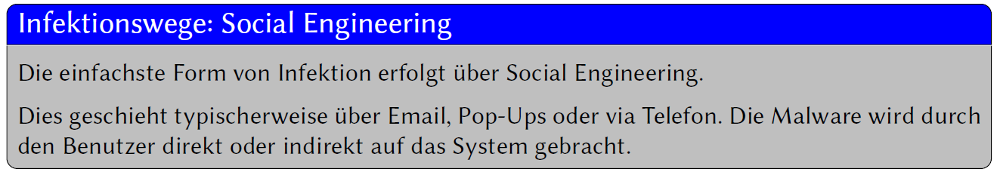 Infektionswege: Social Engineering
Die einfachste Form von Infektion erfolgt über Social Engineering.
Dies geschieht typischerweise über Email, Pop-Ups oder via Telefon. Die Malware wird durch
den Benutzer direkt oder indirekt auf das System gebracht.